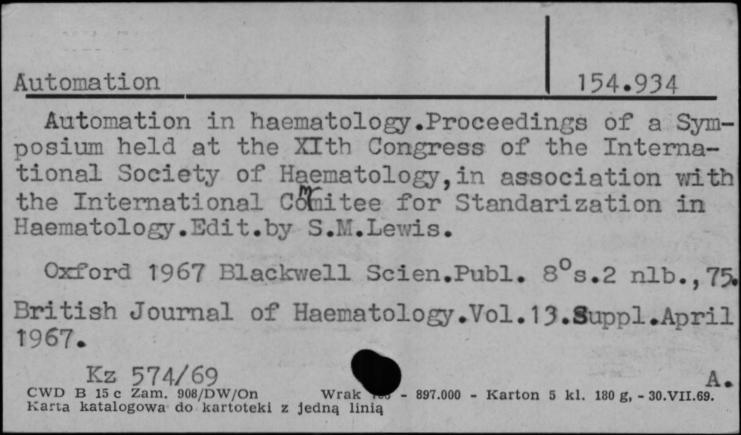 Automation 154.934
Automation in haematology.Proceedings of a Sym-
posium held at the XIth Congress of the Interna-
tional Society of Haematology,in association with
the International Commitee for Standarization in
Haematology.Edit.by S.M.Lewis.
Oxford 1967 Blackwell Scien.Publ. 8°s.2 nlb.,75.
British Journal of Haematology.Vol.13.Suppl.April
1967.
Kz 574/69 A.
CWD B 15 c Zam. 908/DW/On Wrak - 897.000 - Karton 5 kl. 180 g, - 30.VII.69.
Karta katalogowa do kartoteki z jedną linią